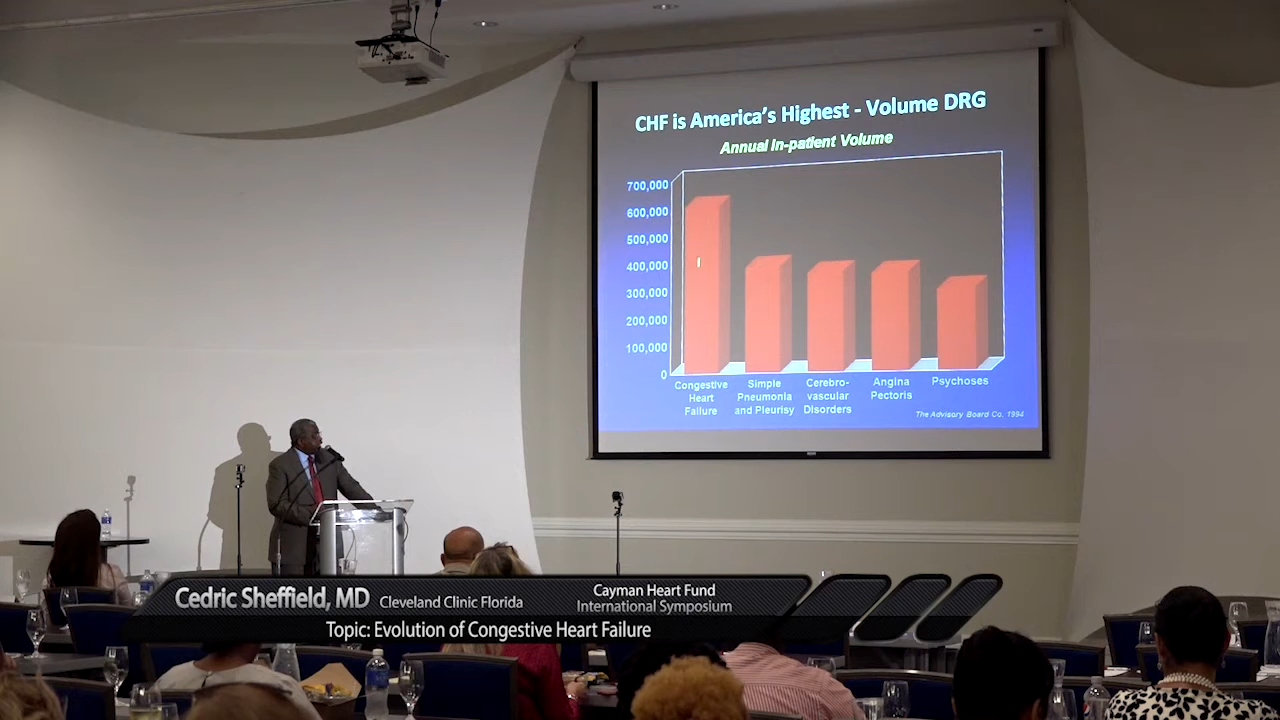 CHF is America's Highest - Volume DRG
Annual In-patient Volume
700,000
600,000
500,000
400,000
300,000
200,000
100,000
0
Congestive Heart Failure
Simple Pneumonia and Pleurisy
Cerebro-vascular Disorders
Angina Pectoris
Psychoses
The Advisory Board Co, 1994
Cedric Sheffield, MD Cleveland Clinic Florida
Cayman Heart Fund
International Symposium
Topic: Evolution of Congestive Heart Failure